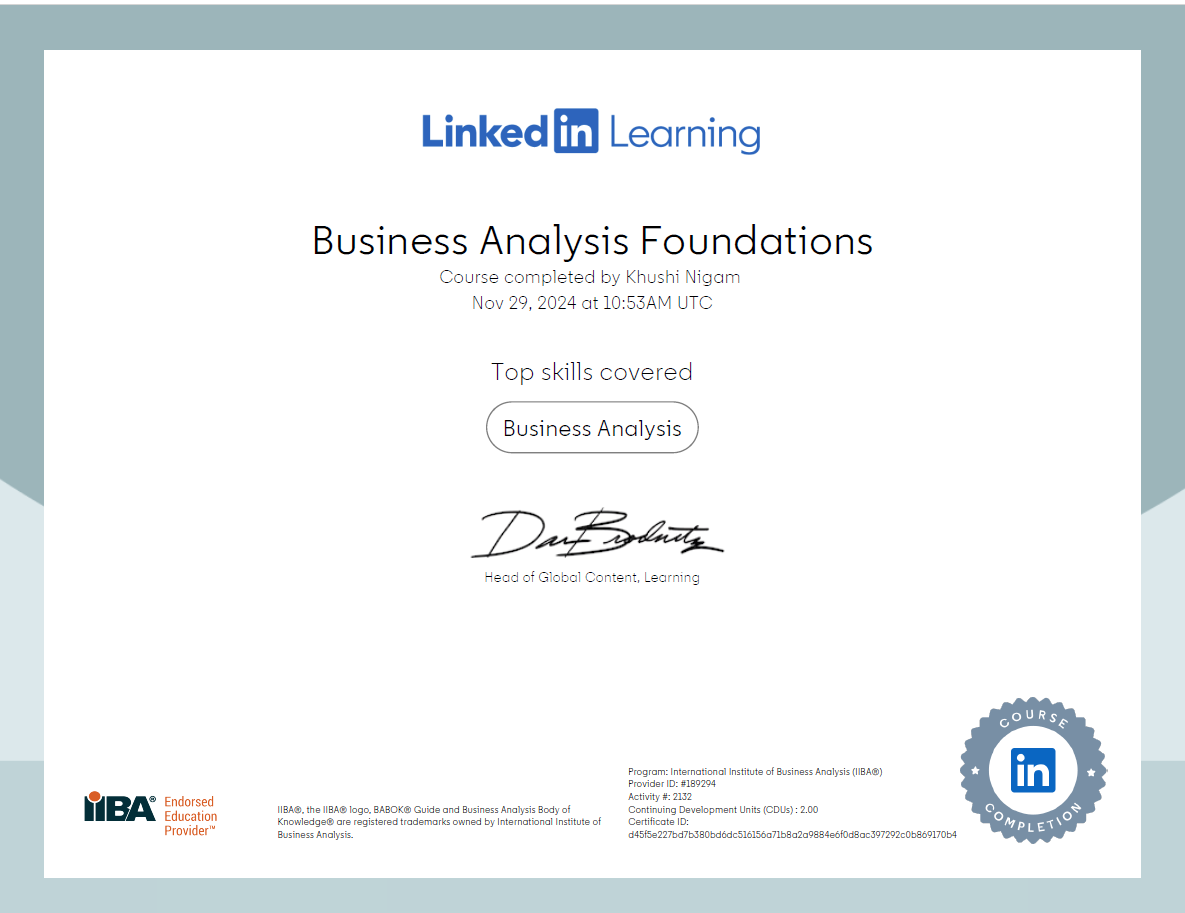 LinkedIn Learning
Business Analysis Foundations
Course completed by Khushi Nigam
Nov 29, 2024 at 10:53AM UTC
Top skills covered
Business Analysis
Dan Brodnitz
Head of Global Content, Learning
IIBA® Endorsed
Education
Provider™
IIBA®, the IIBA® logo, BABOK® Guide and Business Analysis Body of
Knowledge® are registered trademarks owned by International Institute of
Business Analysis.
Program: International Institute of Business Analysis (IIBA®)
Provider ID: #189294
Activity #: 2132
Continuing Development Units (CDUs) : 2.00
Certificate ID:
d45f5e227bd7b380bd6dc516156a71b8a2a9884e6f0d8ac397292c0b869170b4
COURSE
in
COMPLETION